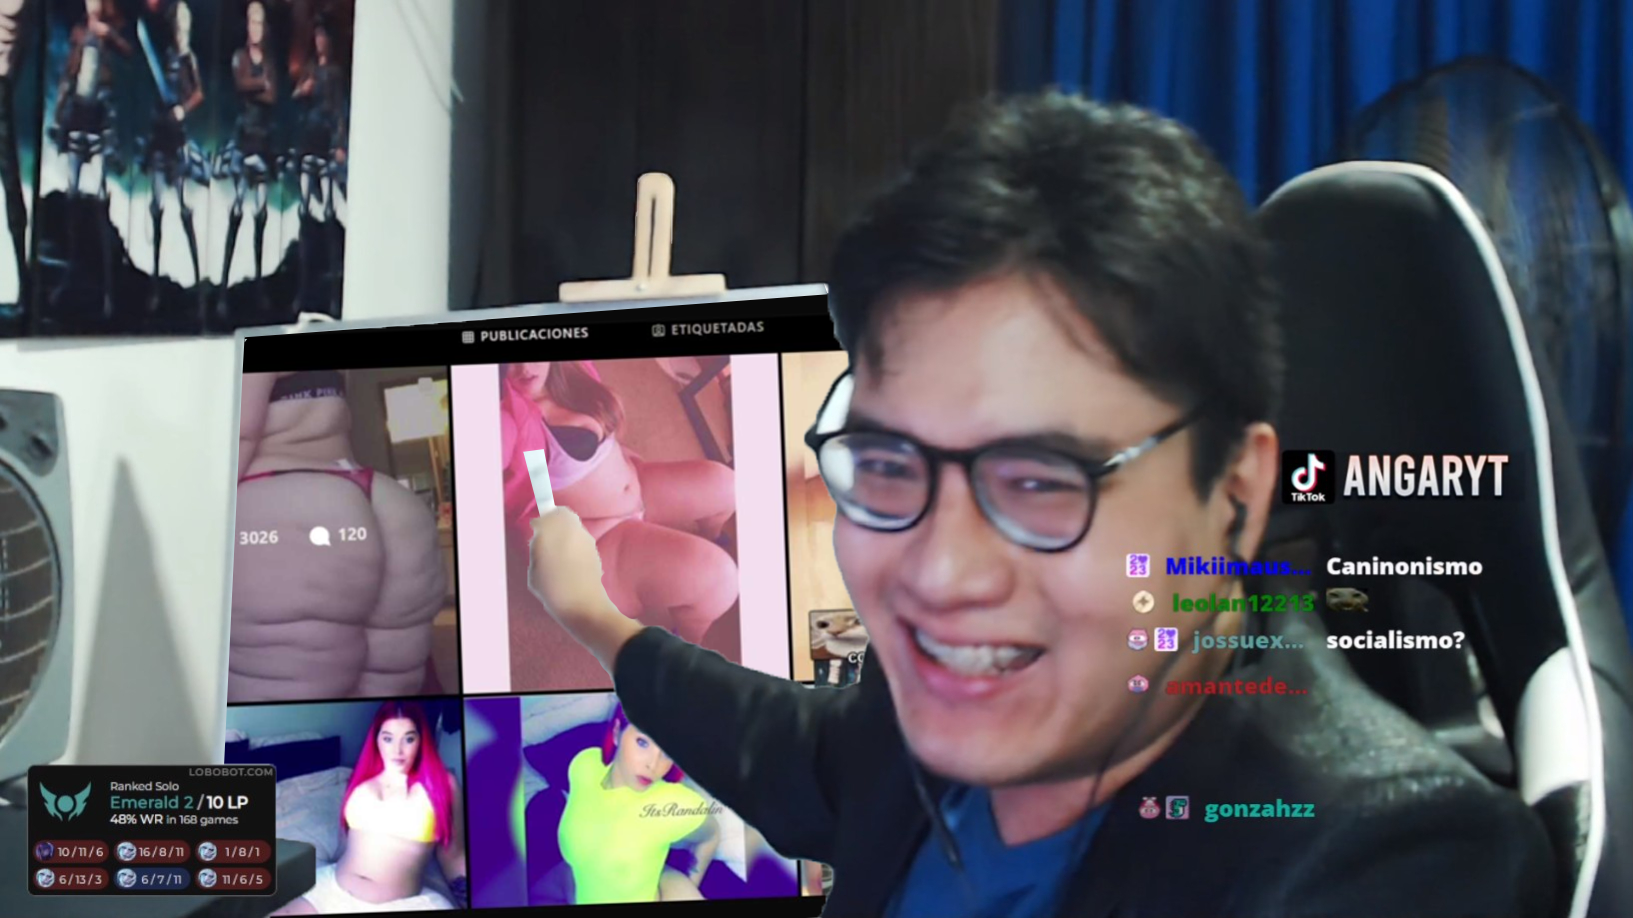 PUBLICACIONES
ETIQUETADAS
3026
120
ItsRandalin
TikTok
ANGARYT
Mikiimaus... Caninonismo
leolan12213
jossuex... socialismo?
amantede...
gonzahzz
LOBOBOT.COM
Ranked Solo
Emerald 2 / 10 LP
48% WR in 168 games
10/11/6 16/8/11 1/8/1
6/13/3 6/7/11 11/6/5